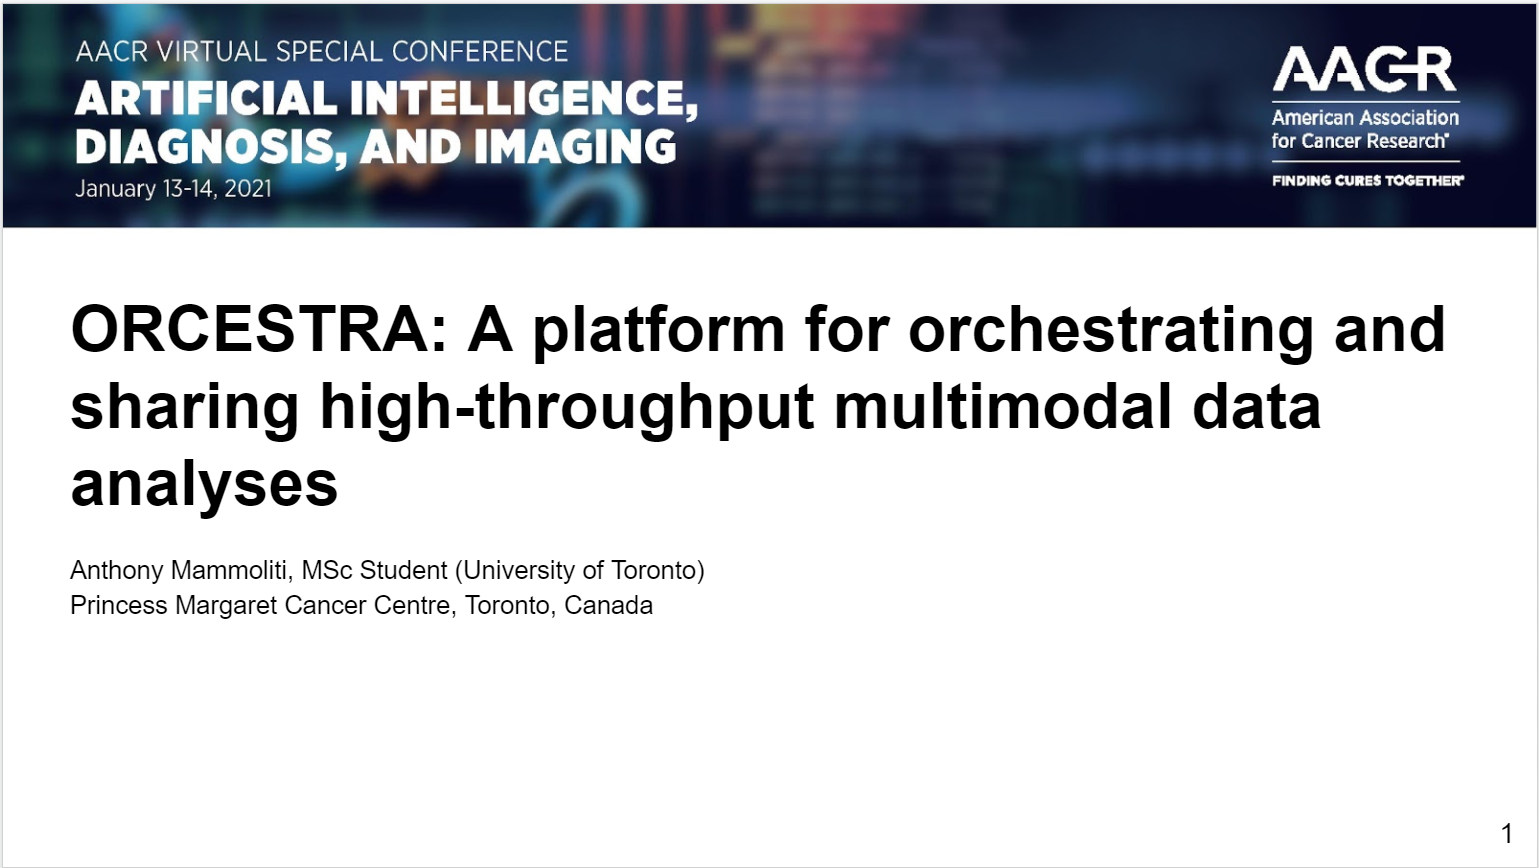 AACR VIRTUAL SPECIAL CONFERENCE
ARTIFICIAL INTELLIGENCE,
DIAGNOSIS, AND IMAGING
January 13-14, 2021
AACR
American Association
for Cancer Research®
FINDING CURES TOGETHER®
ORCESTRA: A platform for orchestrating and
sharing high-throughput multimodal data
analyses
Anthony Mammoliti, MSc Student (University of Toronto)
Princess Margaret Cancer Centre, Toronto, Canada
1